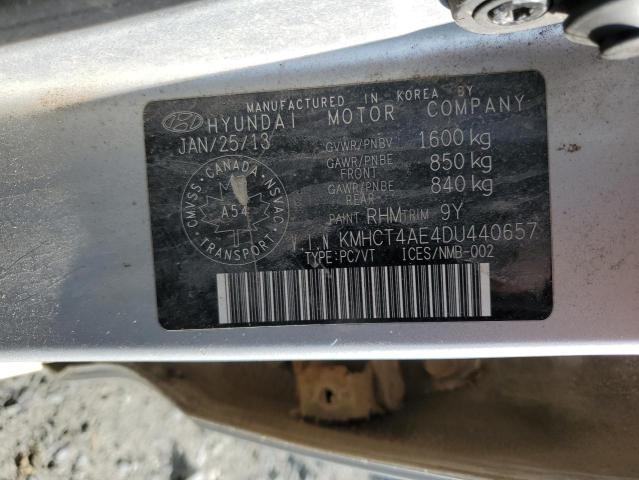 MANUFACTURED IN KOREA BY
HYUNDAI MOTOR COMPANY
JAN/25/13
GVWR/PNBV 1600 kg
GAWR/PNBE FRONT 850 kg
GAWR/PNBE REAR 840 kg
PAINT RHM TRIM 9Y
V.I.N KMHCT4AE4DU440657
TYPE:PC/VT ICES/NMB-002
CMVSS·CANADA·NSVAC
A54
TRANSPORT